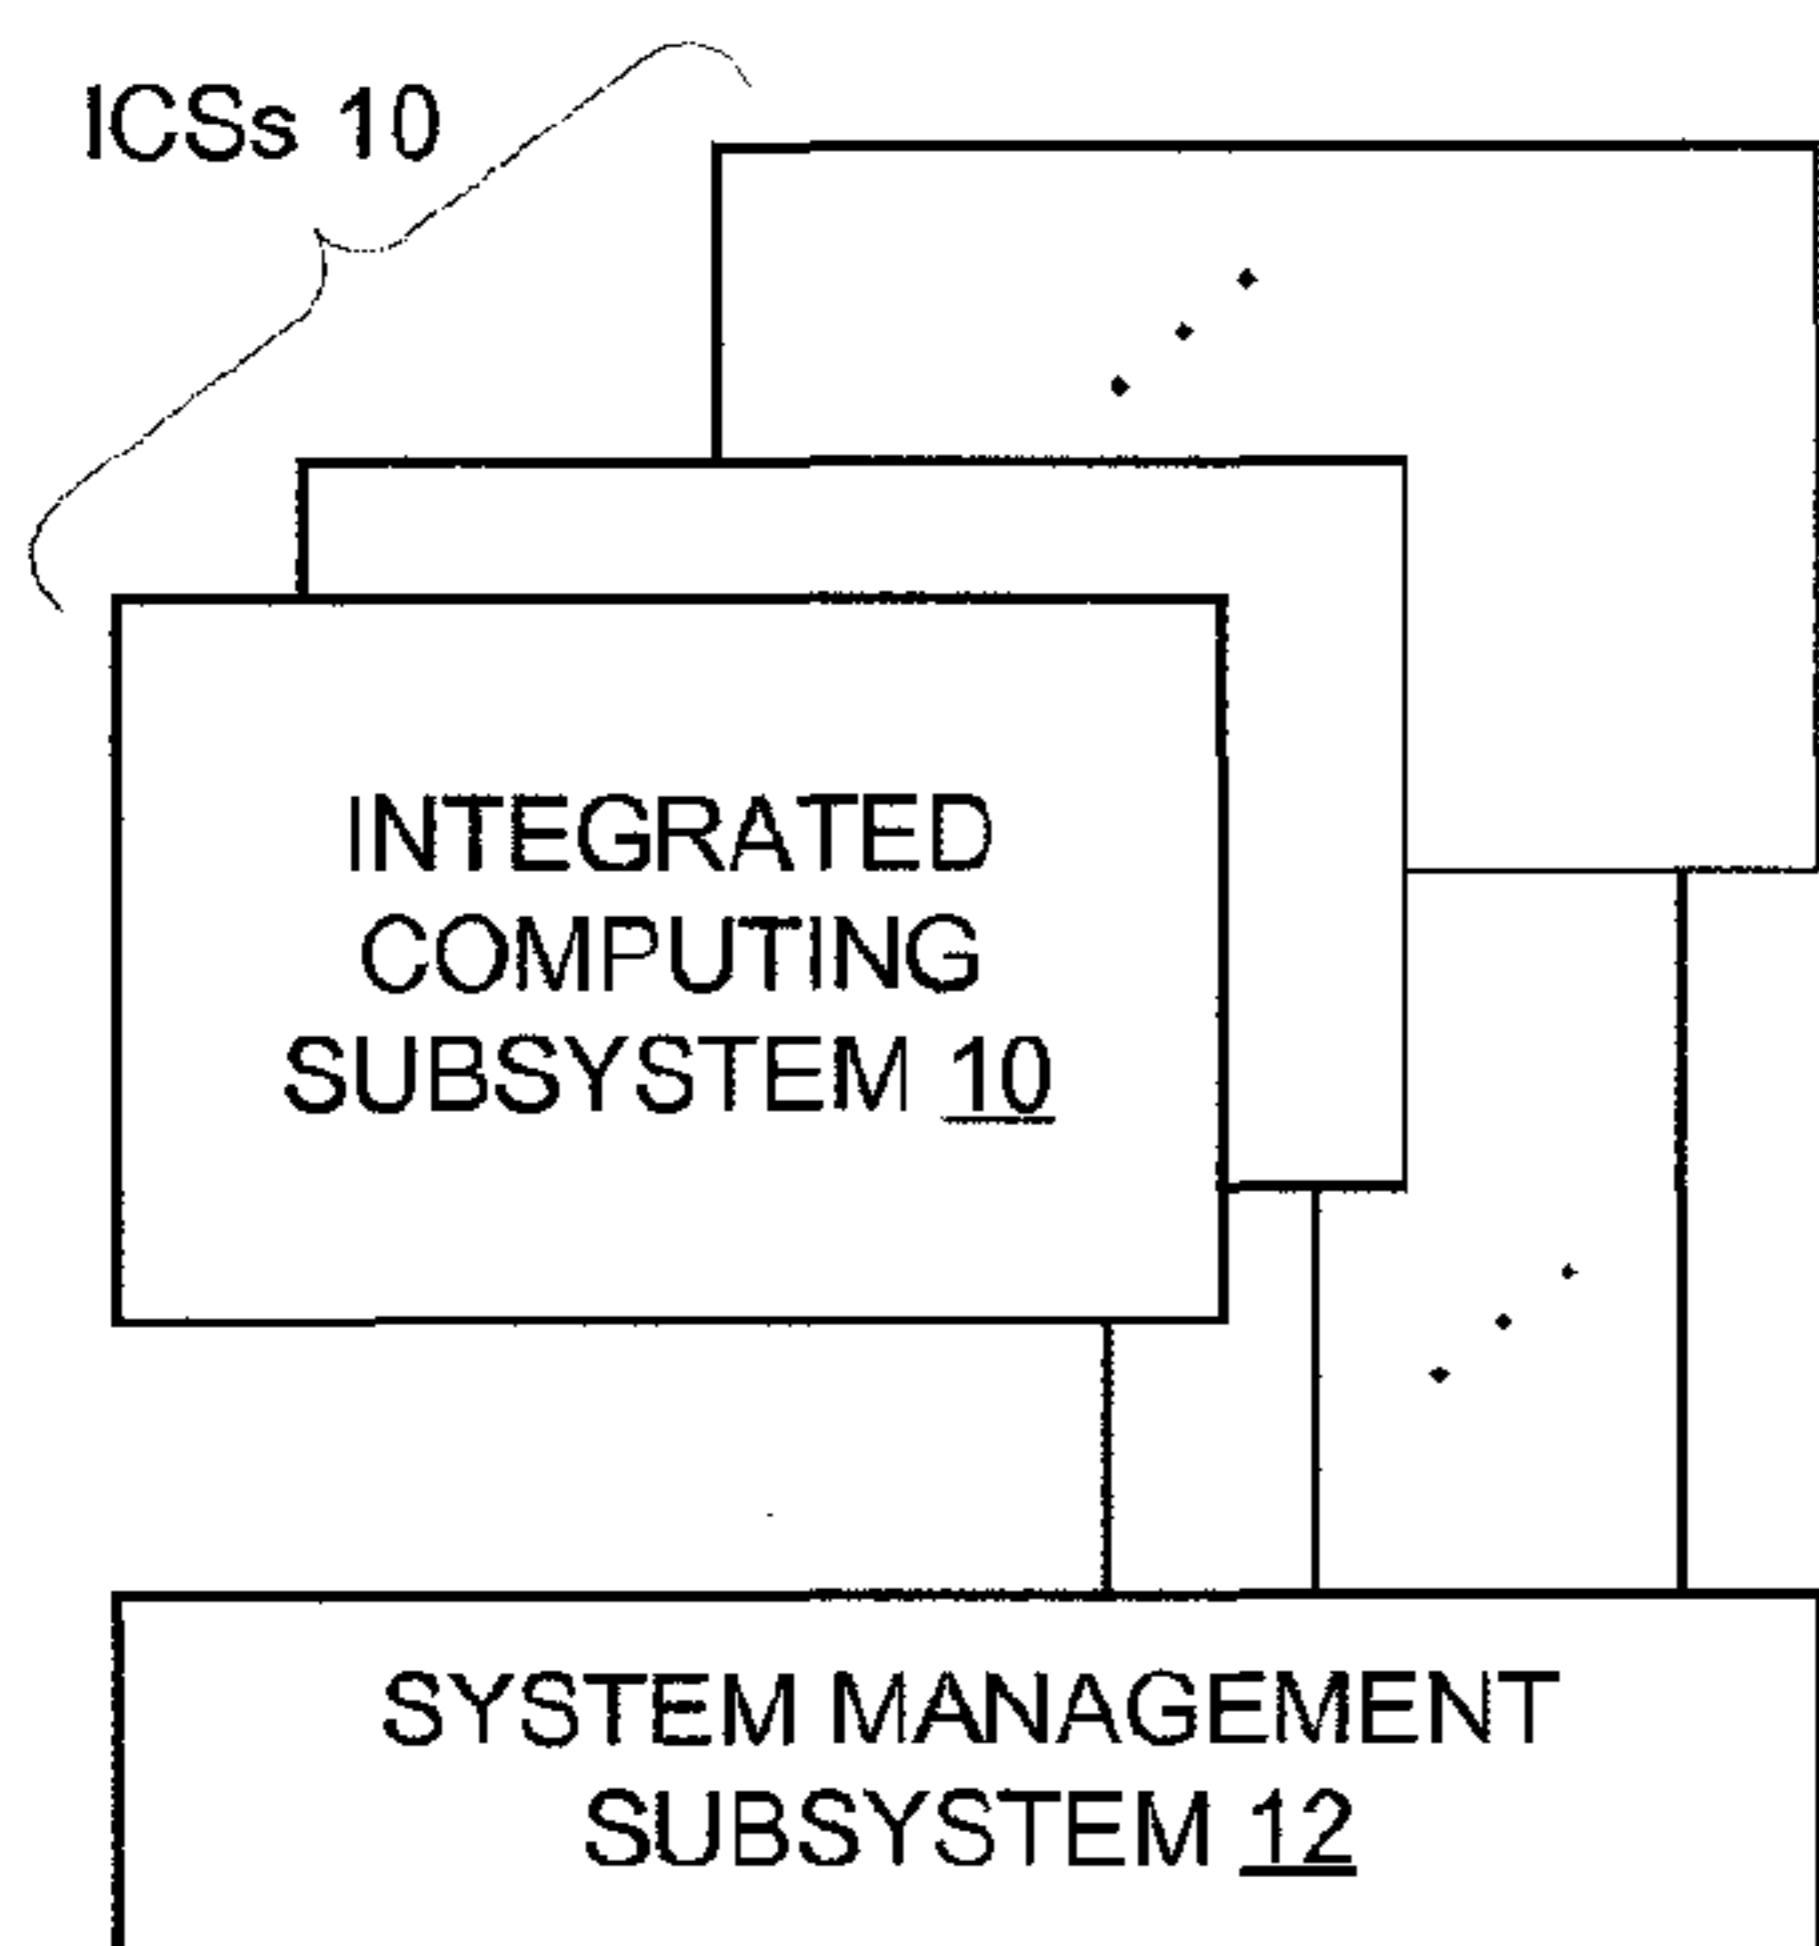 ICSs 10
INTEGRATED
COMPUTING
SUBSYSTEM 10
SYSTEM MANAGEMENT
SUBSYSTEM 12